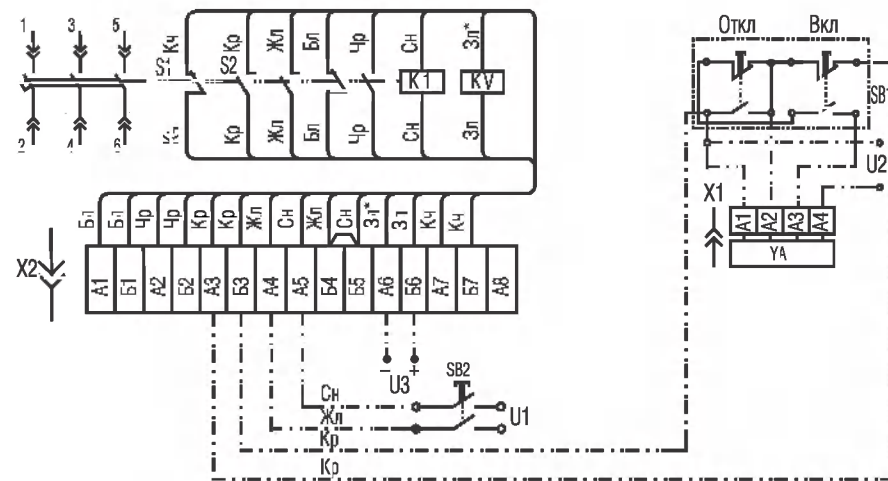 1 3 5
2 4 6
S1 S2
Кч Кр Жл Бл Чр Сн Зл*
К1 KV
Кч Кр Жл Бл Чр Сн Зл
Откл Вкл
SB1
U2
X1
А1 А2 А3 А4
YA
Бл Бл Чр Чр Кр Кр Жл Сн Жл Сн Зл* Зл Кч Кч
X2
А1 Б1 А2 Б2 А3 Б3 А4 А5 Б4 Б5 А6 Б6 А7 Б7 А8
− +
U3
SB2
U1
Сн
Жл
Кр
Кр